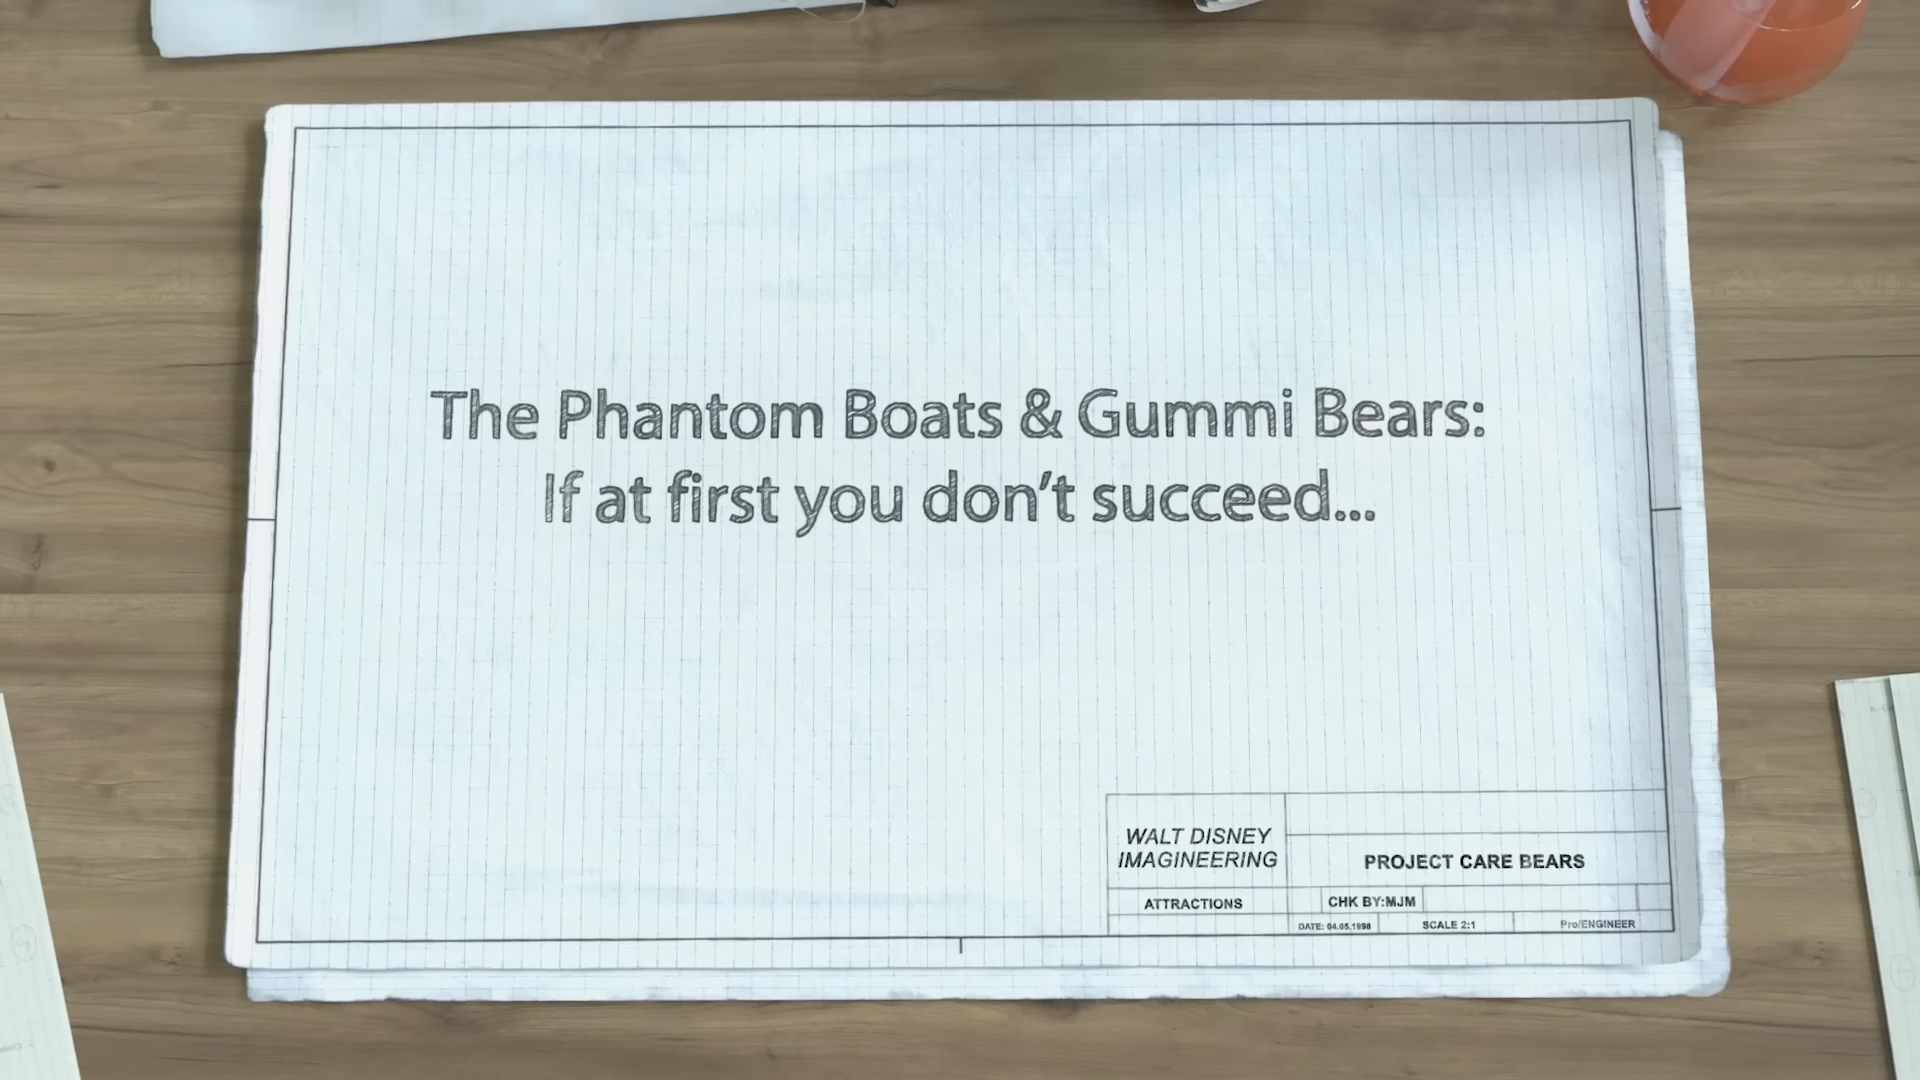 The Phantom Boats & Gummi Bears:
If at first you don't succeed...
WALT DISNEY
IMAGINEERING
PROJECT CARE BEARS
ATTRACTIONS
CHK BY:MJM
DATE: 04.05.1998
SCALE 2:1
Pro/ENGINEER